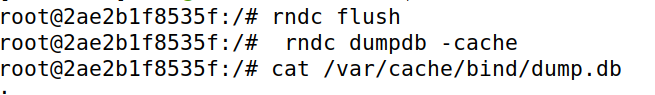 root@2ae2b1f8535f:/# rndc flush
root@2ae2b1f8535f:/#  rndc dumpdb -cache
root@2ae2b1f8535f:/# cat /var/cache/bind/dump.db